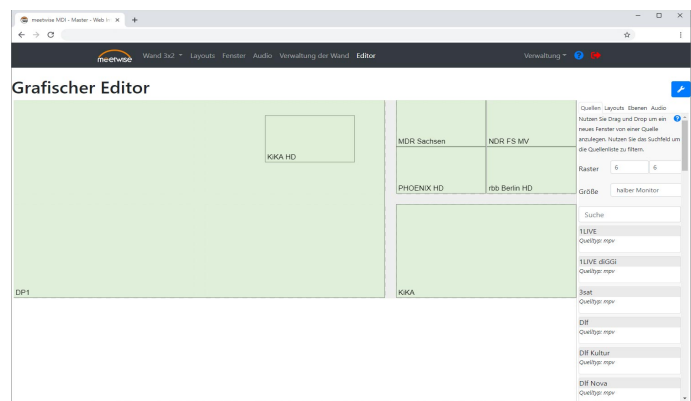 meetwise MDI - Master - Web In
meetwise
Wand 3x2 Layouts Fenster Audio Verwaltung der Wand Editor Verwaltung ?
Grafischer Editor
DP1
KiKA HD
MDR Sachsen
NDR FS MV
PHOENIX HD
rbb Berlin HD
KiKA
Quellen Layouts Ebenen Audio
Nutzen Sie Drag und Drop um ein
neues Fenster von einer Quelle
anzulegen. Nutzen Sie das Suchfeld um
die Quellenliste zu filtern.
Raster 6 6
Größe halber Monitor
Suche
1LIVE
Quelltyp: mpv
1LIVE diGGi
Quelltyp: mpv
3sat
Quelltyp: mpv
Dlf
Quelltyp: mpv
Dlf Kultur
Quelltyp: mpv
Dlf Nova
Quelltyp: mpv